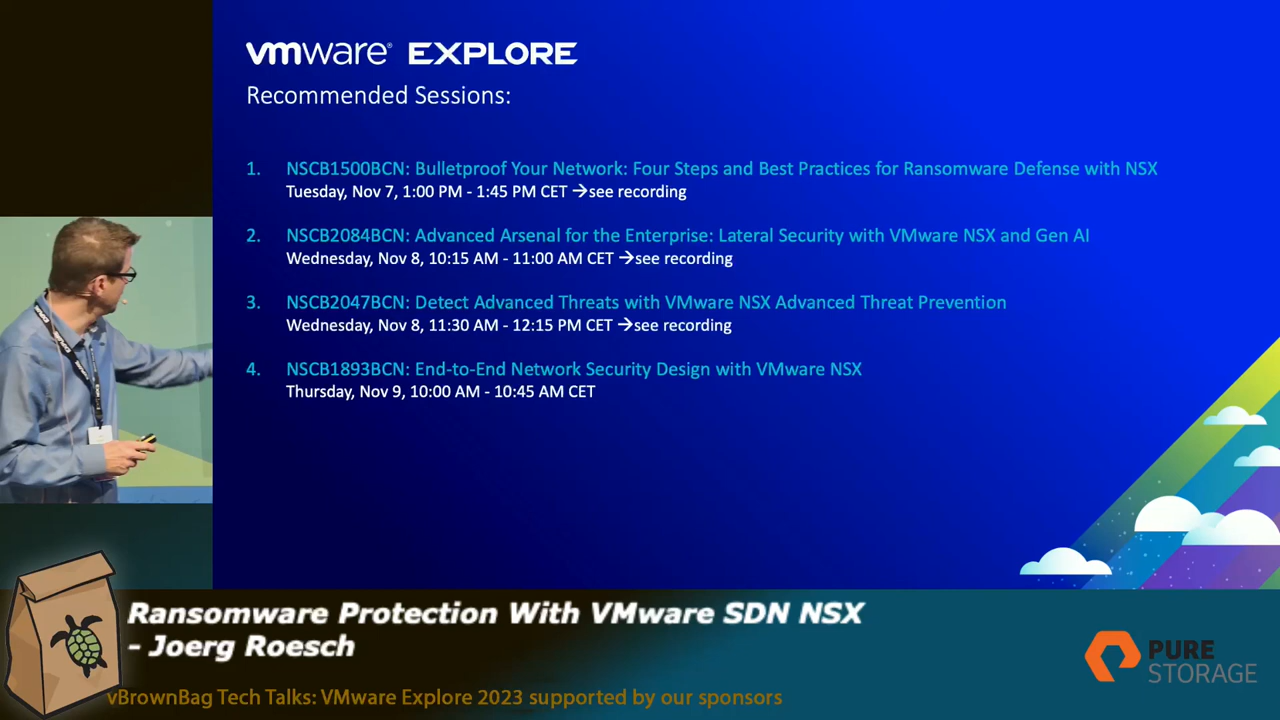 vmware® EXPLORE
Recommended Sessions:
1. NSCB1500BCN: Bulletproof Your Network: Four Steps and Best Practices for Ransomware Defense with NSX
Tuesday, Nov 7, 1:00 PM - 1:45 PM CET →see recording
2. NSCB2084BCN: Advanced Arsenal for the Enterprise: Lateral Security with VMware NSX and Gen AI
Wednesday, Nov 8, 10:15 AM - 11:00 AM CET →see recording
3. NSCB2047BCN: Detect Advanced Threats with VMware NSX Advanced Threat Prevention
Wednesday, Nov 8, 11:30 AM - 12:15 PM CET →see recording
4. NSCB1893BCN: End-to-End Network Security Design with VMware NSX
Thursday, Nov 9, 10:00 AM - 10:45 AM CET
Ransomware Protection With VMware SDN NSX
- Joerg Roesch
vBrownBag Tech Talks: VMware Explore 2023 supported by our sponsors
PURE
STORAGE